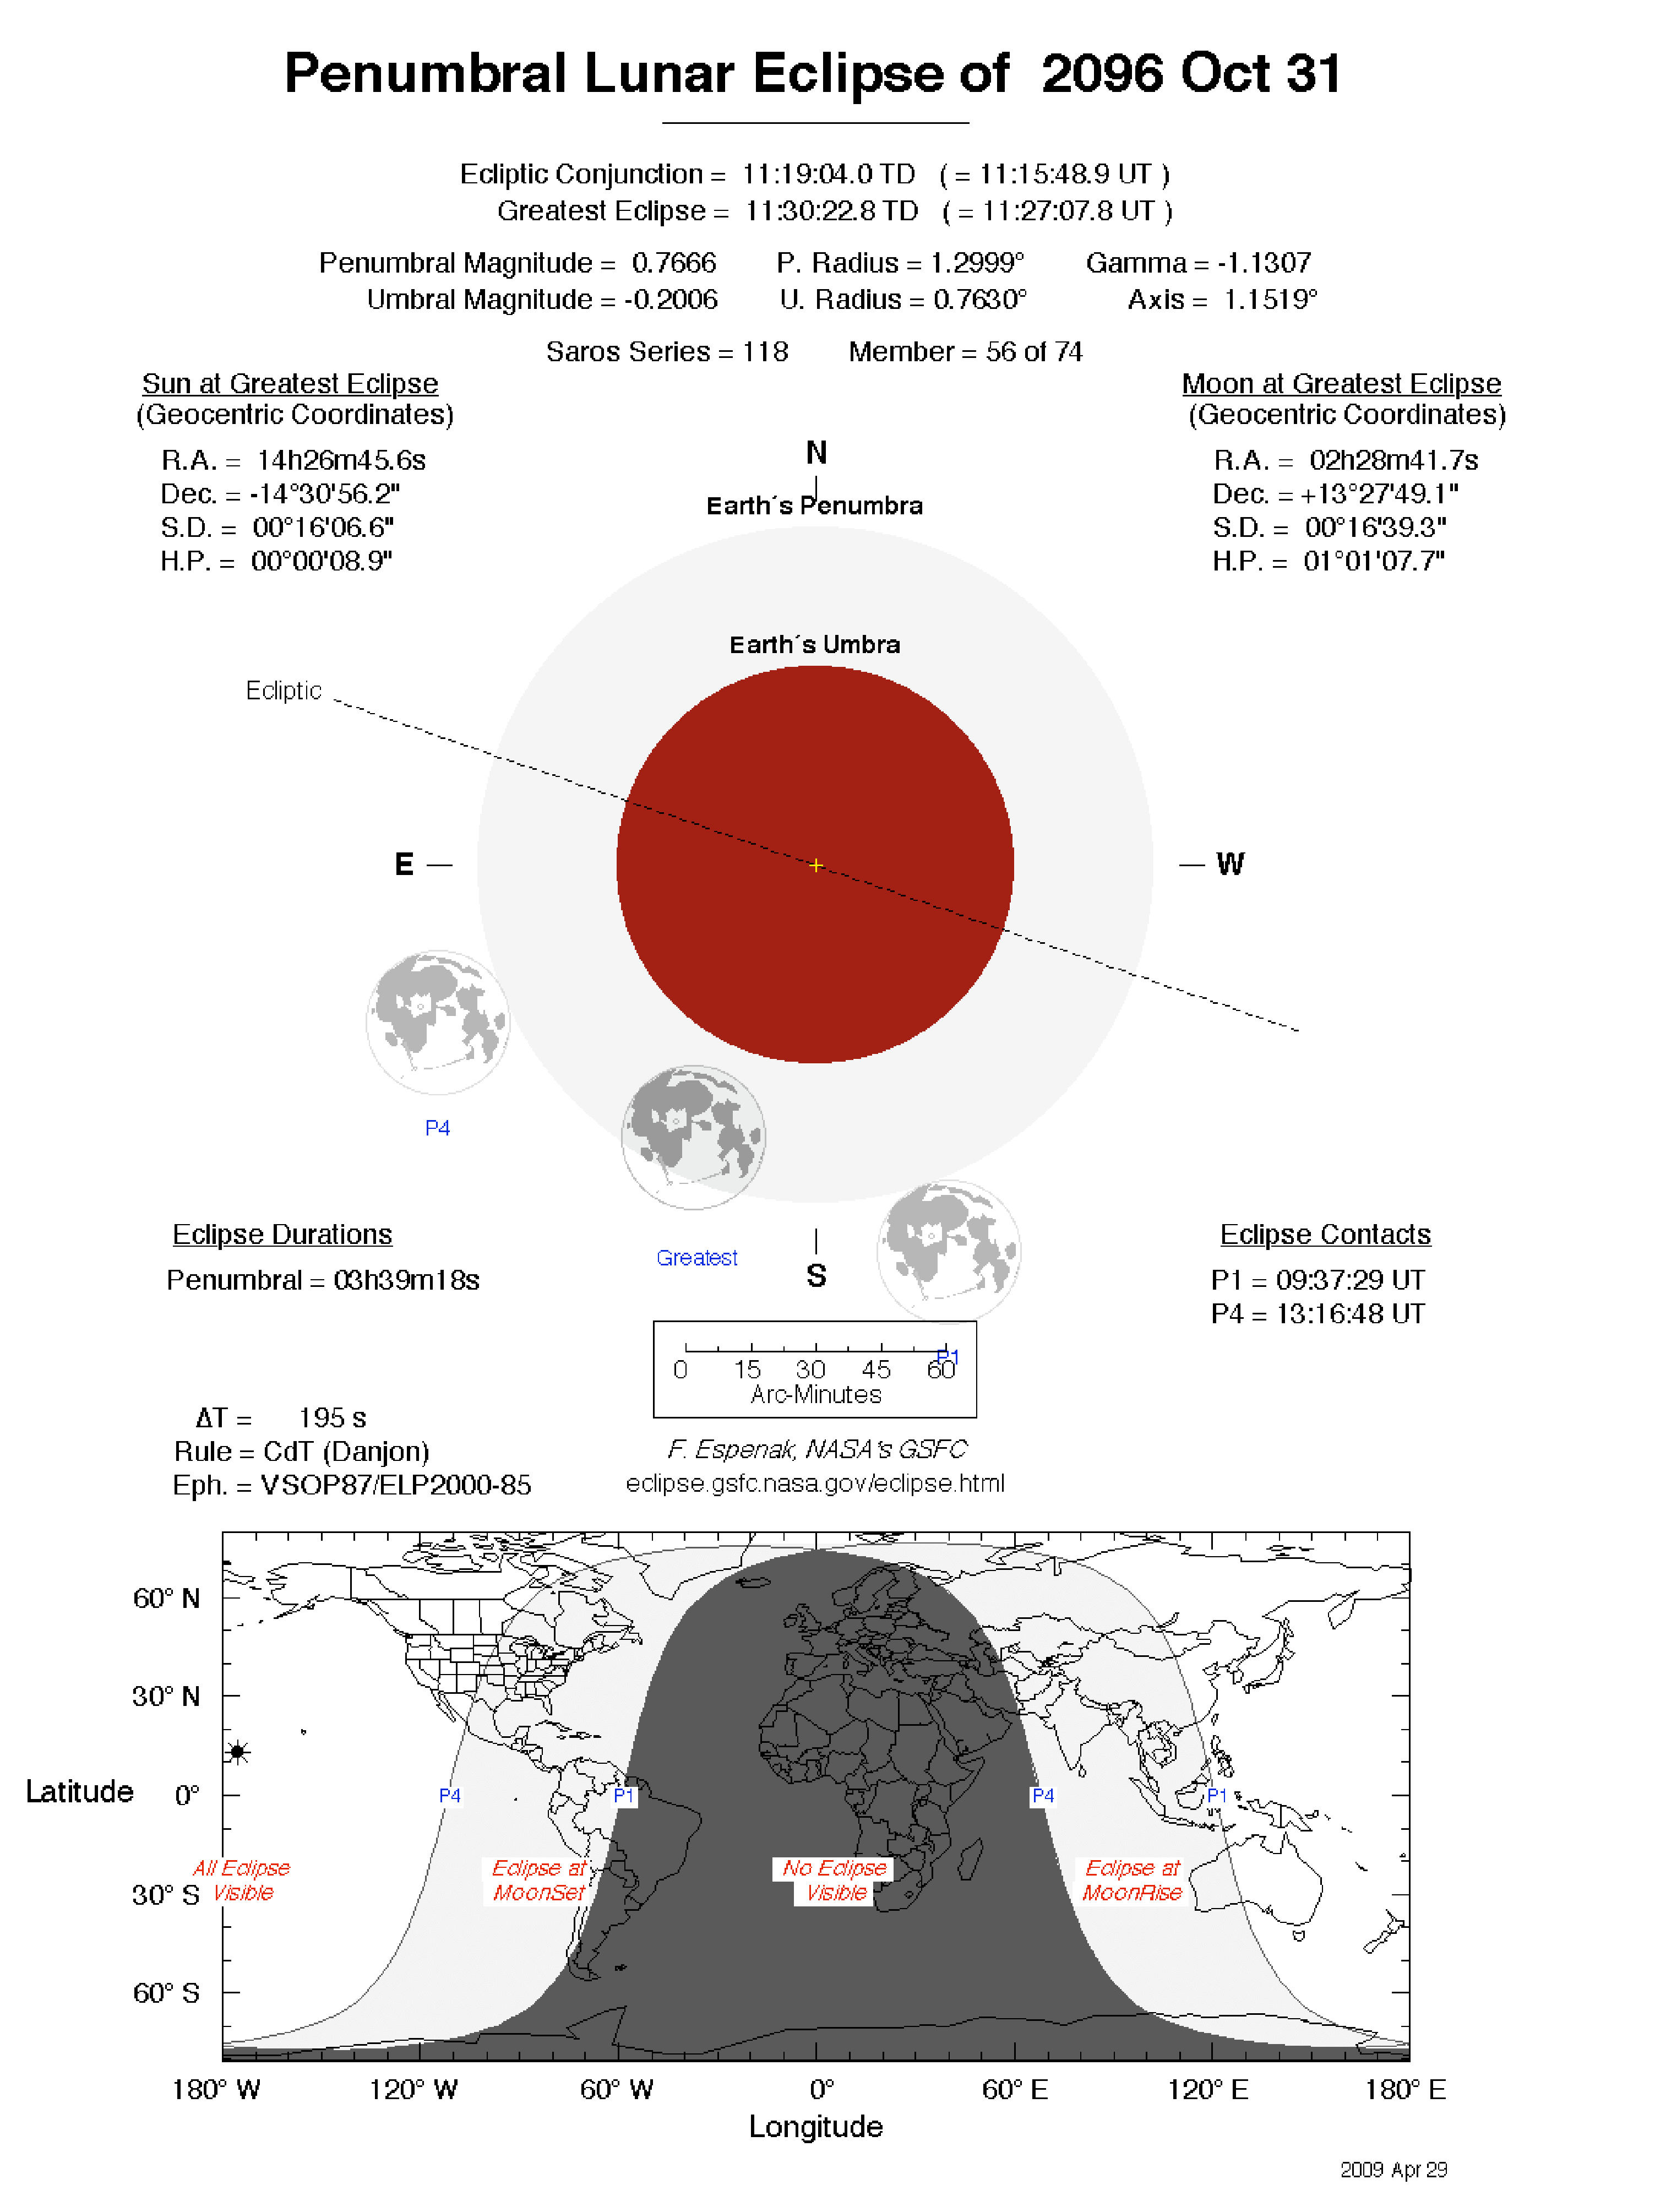 Penumbral Lunar Eclipse of 2096 Oct 31
Ecliptic Conjunction = 11:19:04.0 TD ( = 11:15:48.9 UT )
Greatest Eclipse = 11:30:22.8 TD ( = 11:27:07.8 UT )
Penumbral Magnitude = 0.7666 P. Radius = 1.2999° Gamma = -1.1307
Umbral Magnitude = -0.2006 U. Radius = 0.7630° Axis = 1.1519°
Saros Series = 118 Member = 56 of 74
Sun at Greatest Eclipse
(Geocentric Coordinates)
R.A. = 14h26m45.6s
Dec. = -14°30'56.2"
S.D. = 00°16'06.6"
H.P. = 00°00'08.9"
Moon at Greatest Eclipse
(Geocentric Coordinates)
R.A. = 02h28m41.7s
Dec. = +13°27'49.1"
S.D. = 00°16'39.3"
H.P. = 01°01'07.7"
N
Earth´s Penumbra
Earth´s Umbra
Ecliptic
E
W
P4
Greatest
S
P1
Eclipse Durations
Penumbral = 03h39m18s
Eclipse Contacts
P1 = 09:37:29 UT
P4 = 13:16:48 UT
0 15 30 45 60
Arc-Minutes
ΔT = 195 s
Rule = CdT (Danjon)
Eph. = VSOP87/ELP2000-85
F. Espenak, NASA's GSFC
eclipse.gsfc.nasa.gov/eclipse.html
60° N
30° N
Latitude 0°
30° S
60° S
P4 P1 P4 P1
All Eclipse
Visible
Eclipse at
MoonSet
No Eclipse
Visible
Eclipse at
MoonRise
180° W 120° W 60° W 0° 60° E 120° E 180° E
Longitude
2009 Apr 29